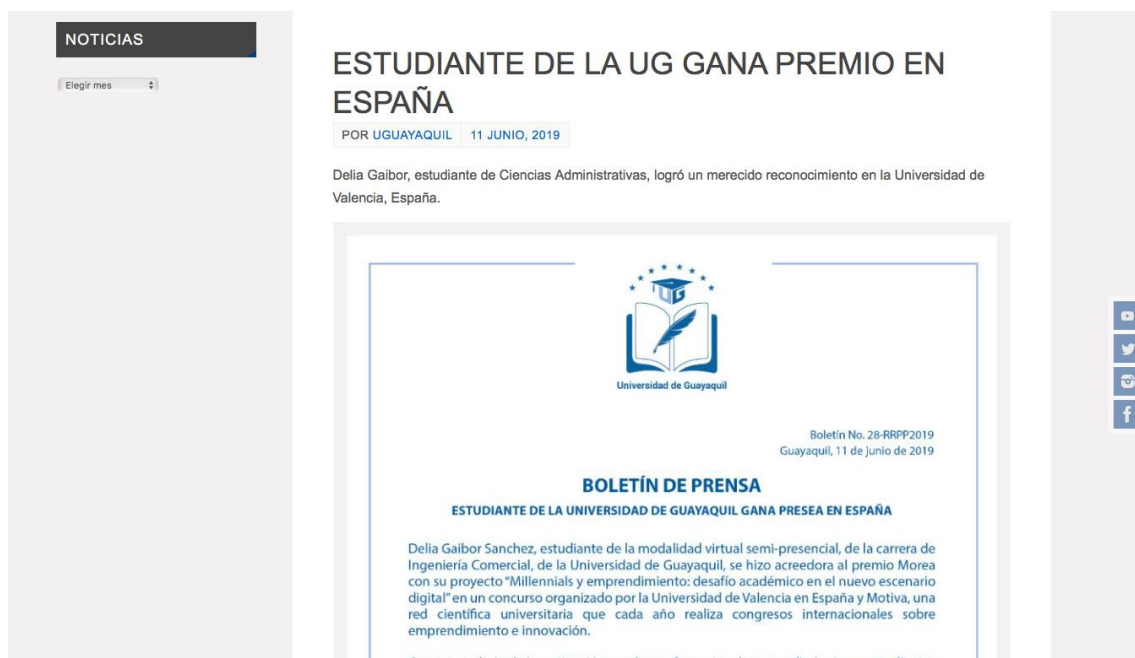 NOTICIAS
Elegir mes
ESTUDIANTE DE LA UG GANA PREMIO EN
ESPAÑA
POR UGUAYAQUIL 11 JUNIO, 2019
Delia Gaibor, estudiante de Ciencias Administrativas, logró un merecido reconocimiento en la Universidad de
Valencia, España.
UG
Universidad de Guayaquil
Boletín No. 28-RRPP2019
Guayaquil, 11 de junio de 2019
BOLETÍN DE PRENSA
ESTUDIANTE DE LA UNIVERSIDAD DE GUAYAQUIL GANA PRESEA EN ESPAÑA
Delia Gaibor Sanchez, estudiante de la modalidad virtual semi-presencial, de la carrera de
Ingeniería Comercial, de la Universidad de Guayaquil, se hizo acreedora al premio Morea
con su proyecto "Millennials y emprendimiento: desafío académico en el nuevo escenario
digital" en un concurso organizado por la Universidad de Valencia en España y Motiva, una
red científica universitaria que cada año realiza congresos internacionales sobre
emprendimiento e innovación.